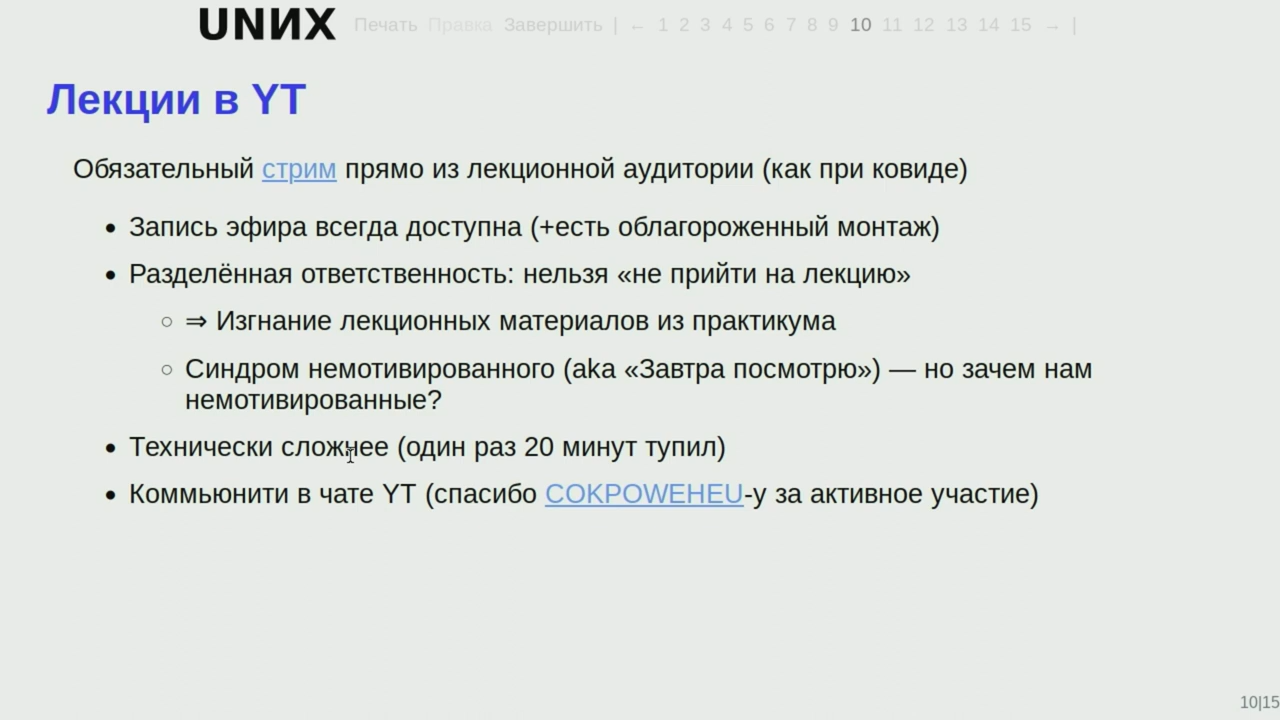 UNИX Печать Правка Завершить | ← 1 2 3 4 5 6 7 8 9 10 11 12 13 14 15 → |
Лекции в YT
Обязательный стрим прямо из лекционной аудитории (как при ковиде)
• Запись эфира всегда доступна (+есть облагороженный монтаж)
• Разделённая ответственность: нельзя «не прийти на лекцию»
○ ⇒ Изгнание лекционных материалов из практикума
○ Синдром немотивированного (aka «Завтра посмотрю») — но зачем нам
немотивированные?
• Технически сложнее (один раз 20 минут тупил)
• Коммьюнити в чате YT (спасибо COKPOWEHEU-у за активное участие)
10|15